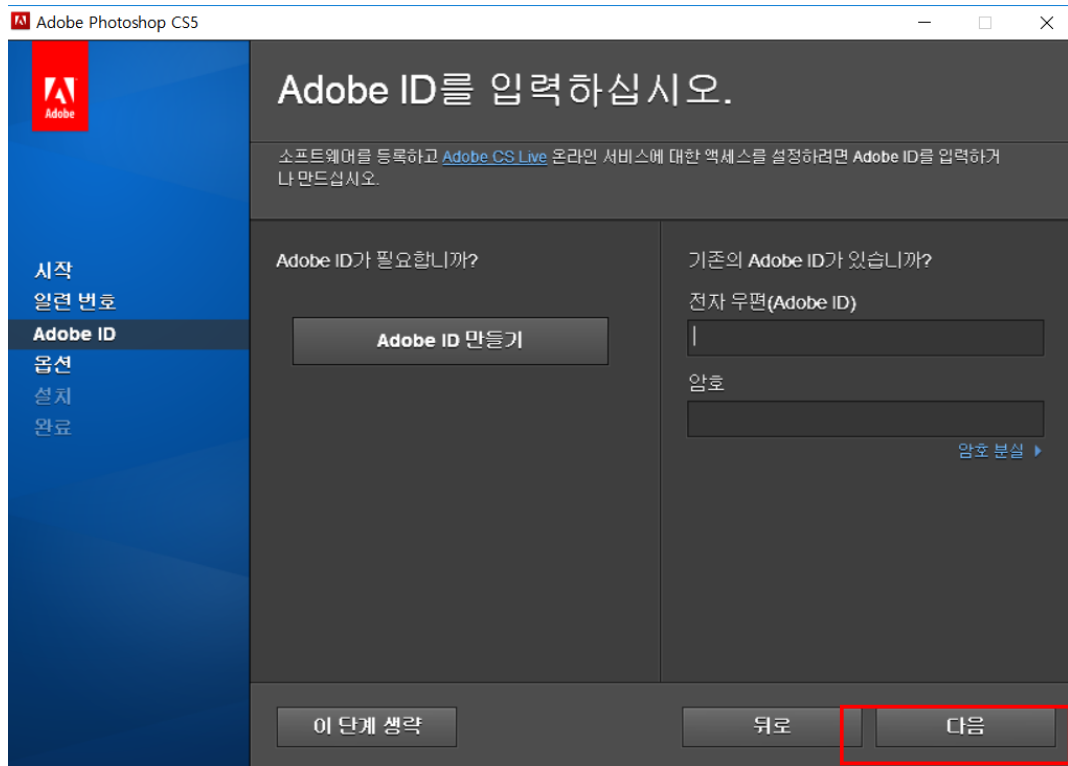 Adobe Photoshop CS5
Adobe
Adobe ID를 입력하십시오.
소프트웨어를 등록하고 Adobe CS Live 온라인 서비스에 대한 액세스를 설정하려면 Adobe ID를 입력하거
나 만드십시오.
시작
일련 번호
Adobe ID
옵션
설치
완료
Adobe ID가 필요합니까?
Adobe ID 만들기
기존의 Adobe ID가 있습니까?
전자 우편(Adobe ID)
암호
암호 분실
이 단계 생략
뒤로
다음